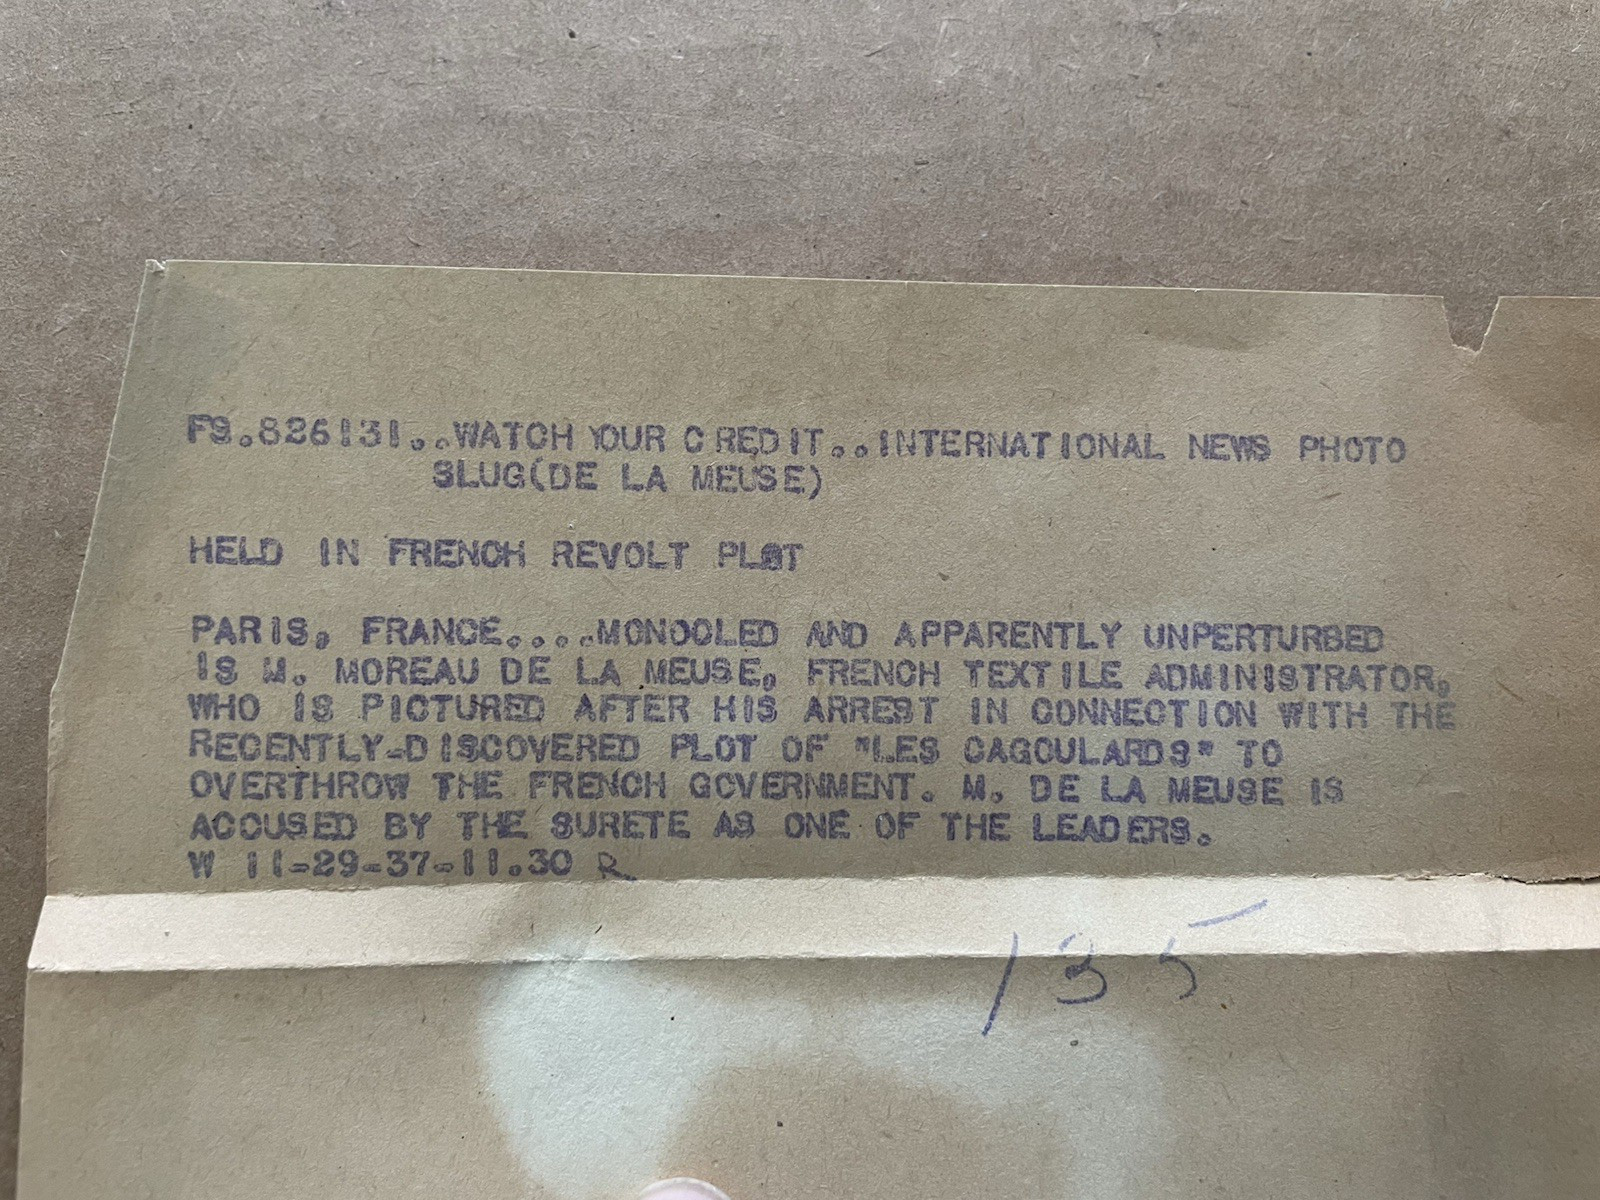 F9.826131..WATCH YOUR CREDIT..INTERNATIONAL NEWS PHOTO
SLUG(DE LA MEUSE)
HELD IN FRENCH REVOLT PLOT
PARIS, FRANCE....MONOCLED AND APPARENTLY UNPERTURBED
IS M. MOREAU DE LA MEUSE, FRENCH TEXTILE ADMINISTRATOR,
WHO IS PICTURED AFTER HIS ARREST IN CONNECTION WITH THE
RECENTLY-DISCOVERED PLOT OF "LES CAGOULARDS" TO
OVERTHROW THE FRENCH GOVERNMENT. M. DE LA MEUSE IS
ACCUSED BY THE SURETE AS ONE OF THE LEADERS.
W 11-29-37-11.30 R
135